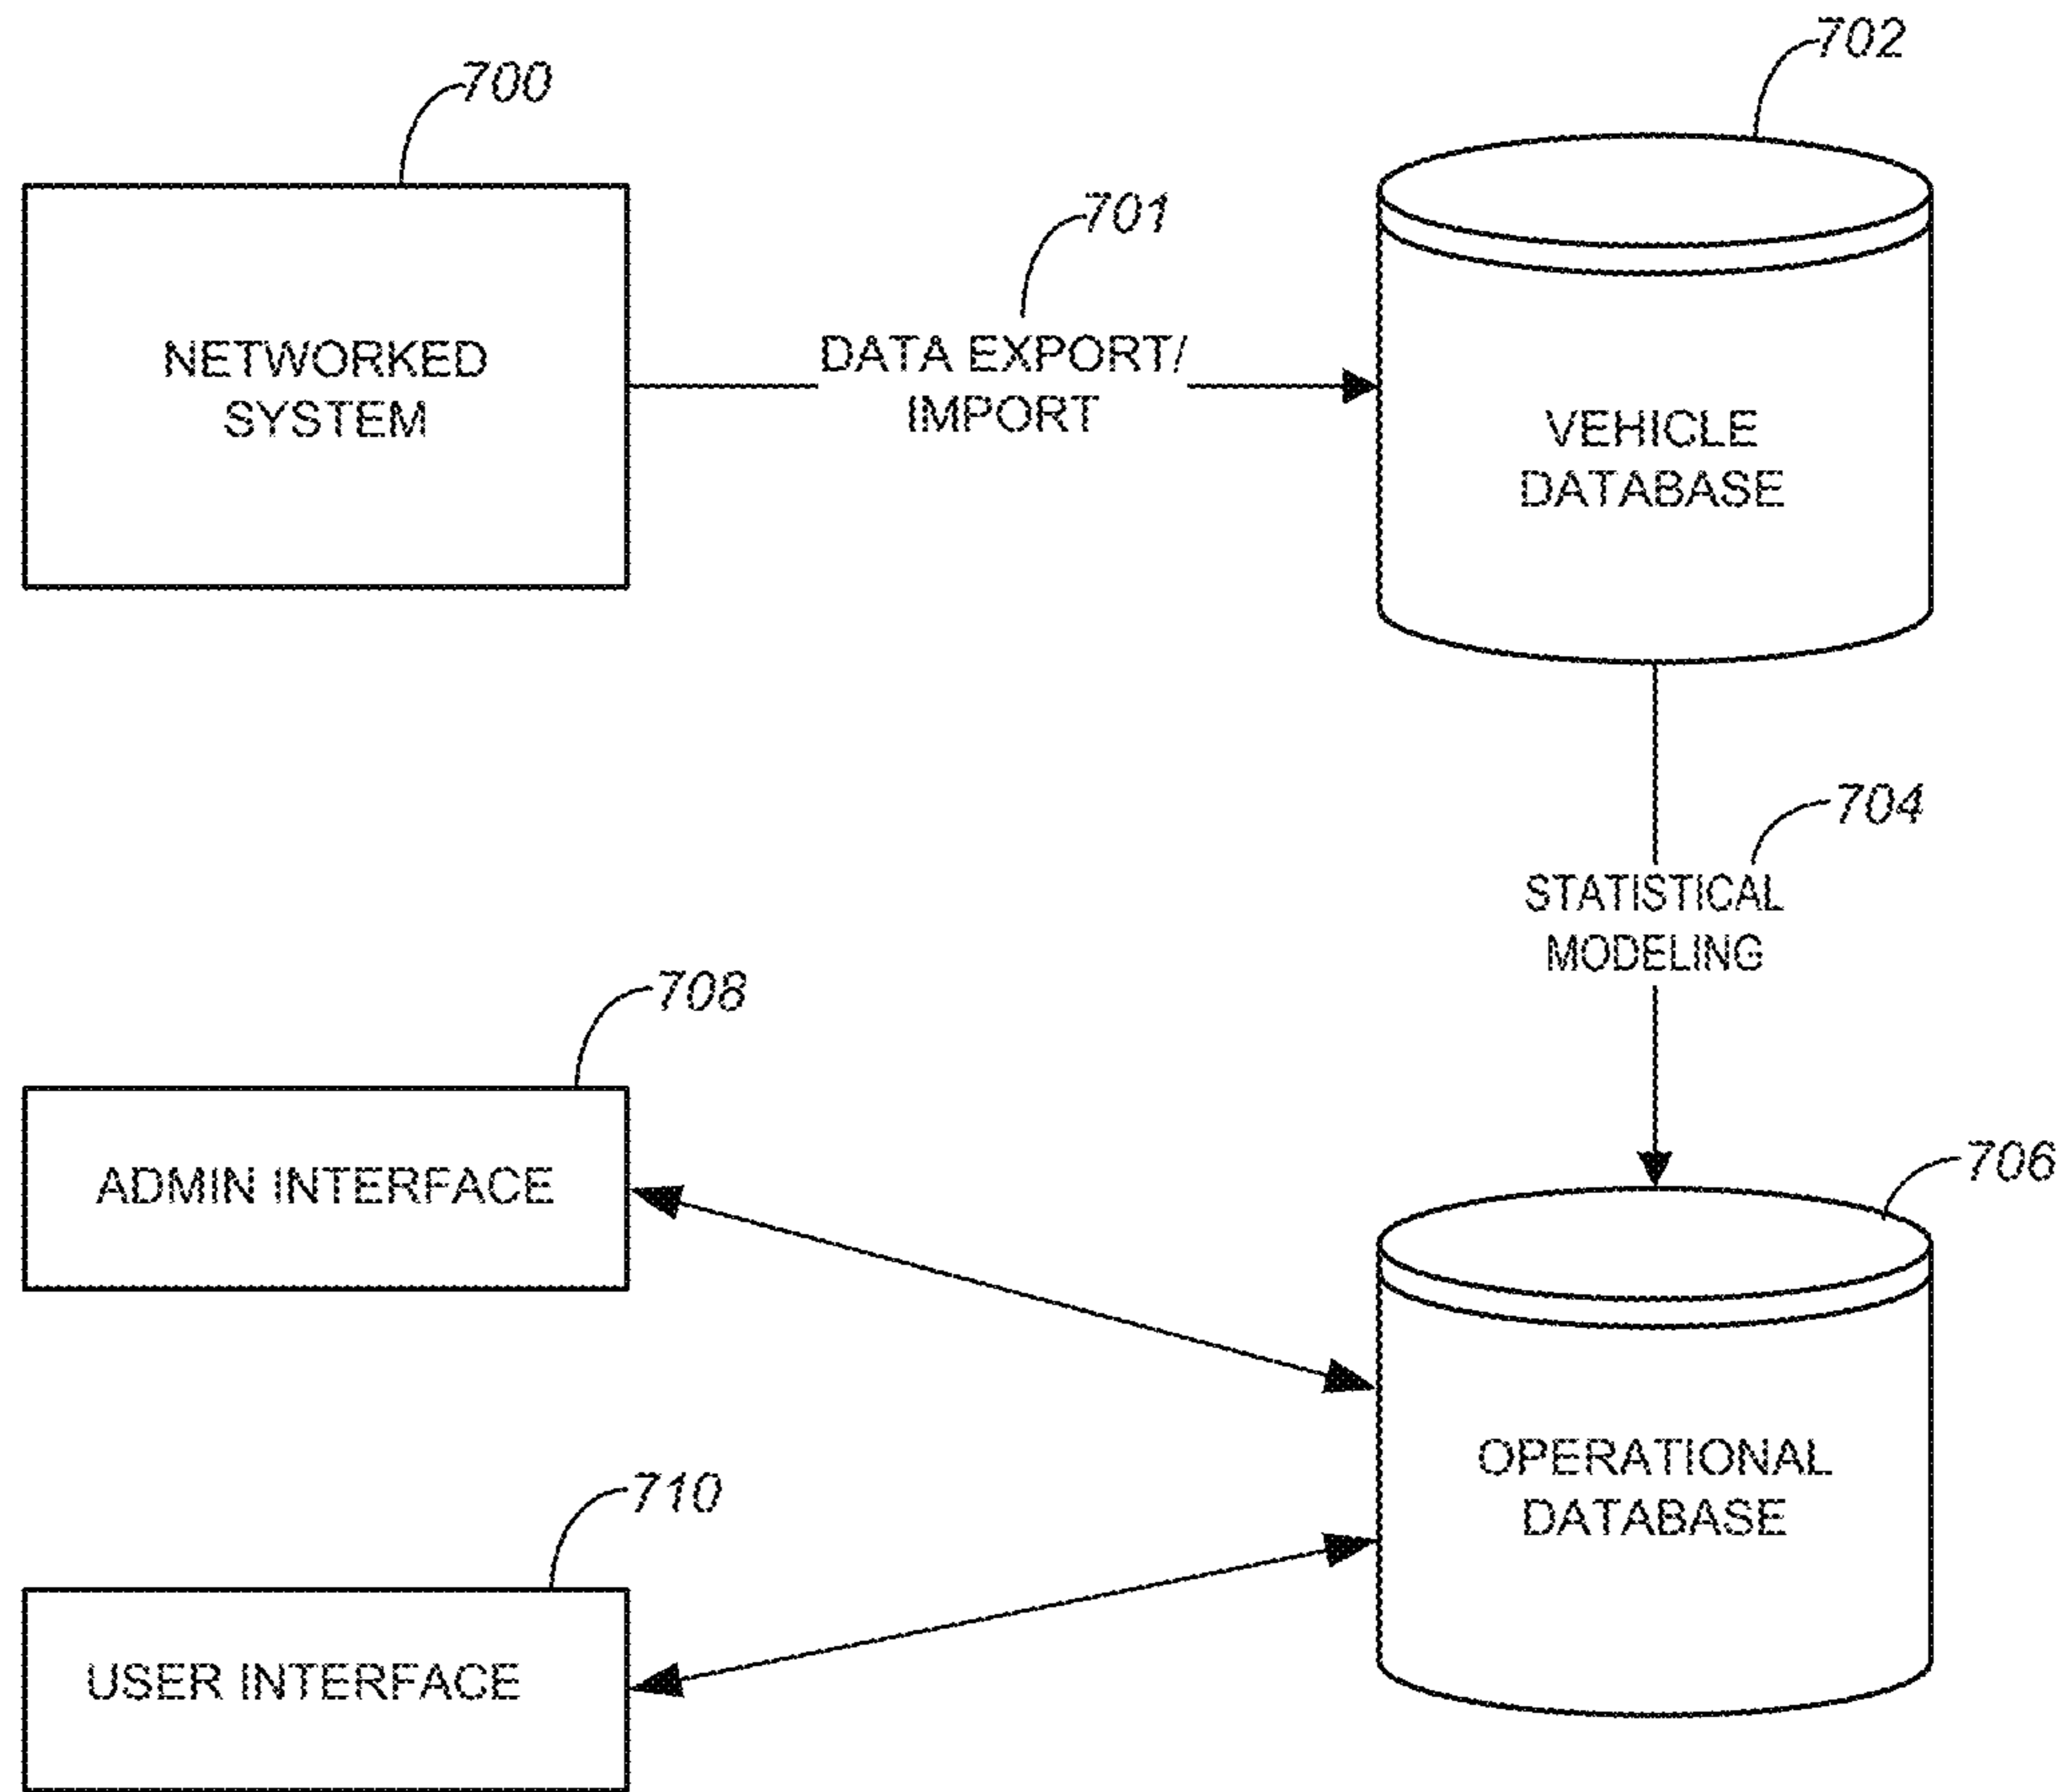 702
700
701
NETWORKED
SYSTEM
DATA EXPORT/
IMPORT
VEHICLE
DATABASE
704
STATISTICAL
MODELING
708
ADMIN INTERFACE
706
OPERATIONAL
DATABASE
710
USER INTERFACE